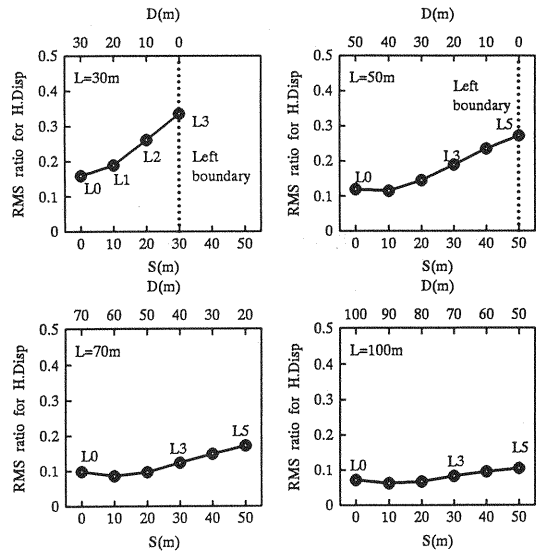 D(m)
30 20 10 0
RMS ratio for H.Disp
0.5
0.4
0.3
0.2
0.1
0
L=30m
L0
L1
L2
L3
Left
boundary
0 10 20 30 40 50
S(m)
D(m)
50 40 30 20 10 0
RMS ratio for H.Disp
0.5
0.4
0.3
0.2
0.1
0
L=50m
Left
boundary
L0
L3
L5
0 10 20 30 40 50
S(m)
D(m)
70 60 50 40 30 20
RMS ratio for H.Disp
0.5
0.4
0.3
0.2
0.1
0.0
L=70m
L0
L3
L5
0 10 20 30 40 50
S(m)
D(m)
100 90 80 70 60 50
RMS ratio for H.Disp
0.5
0.4
0.3
0.2
0.1
0.0
L=100m
L0
L3
L5
0 10 20 30 40 50
S(m)